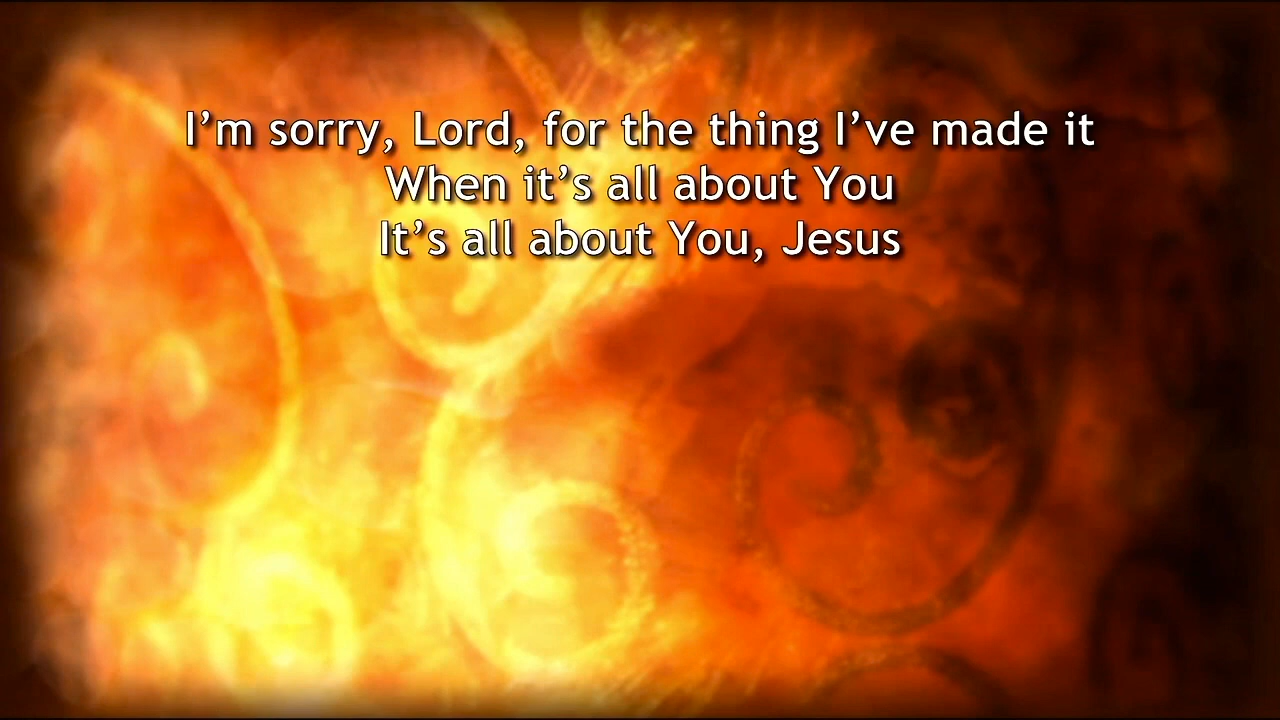 I’m sorry, Lord, for the thing I’ve made it
When it’s all about You
It’s all about You, Jesus